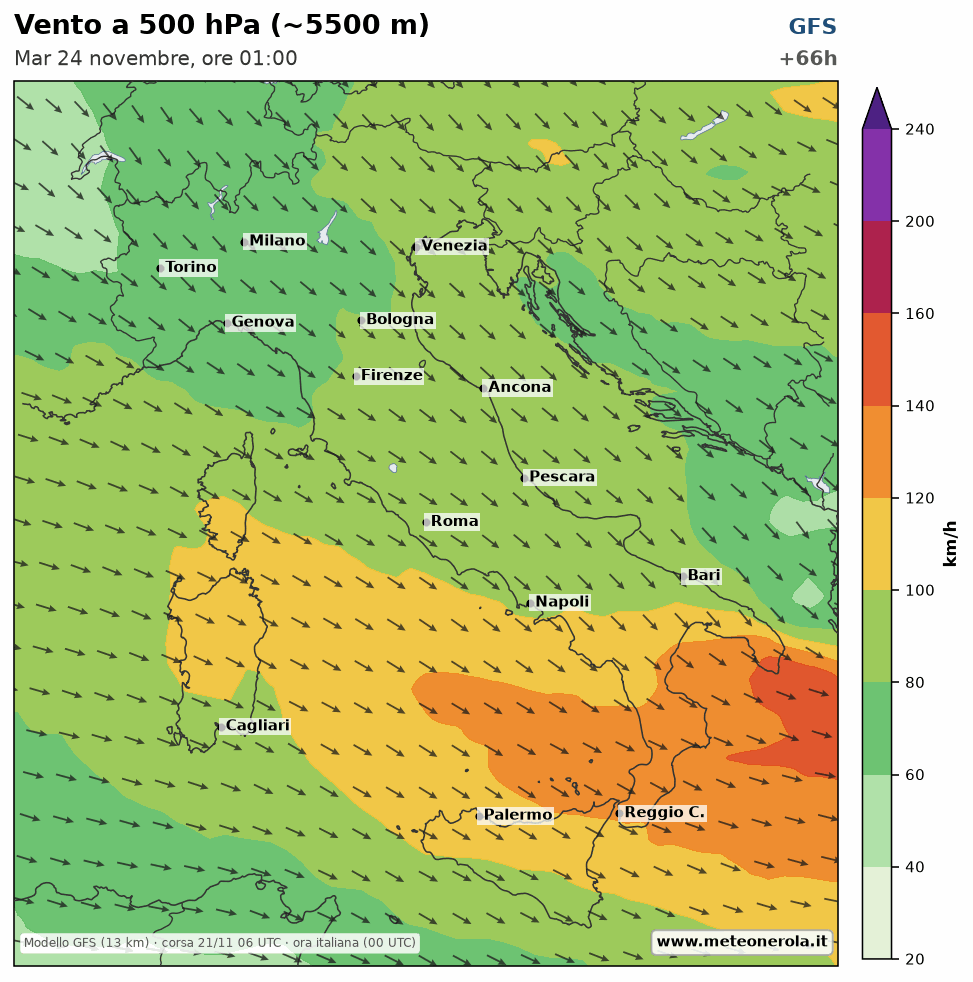 Vento a 500 hPa (~5500 m)
GFS
Mar 24 novembre, ore 01:00
+66h
Milano
Venezia
Torino
Genova
Bologna
Firenze
Ancona
Pescara
Roma
Bari
Napoli
Cagliari
Palermo
Reggio C.
240
200
160
140
120
100
80
60
40
20
km/h
Modello GFS (13 km) · corsa 21/11 06 UTC · ora italiana (00 UTC)
www.meteonerola.it